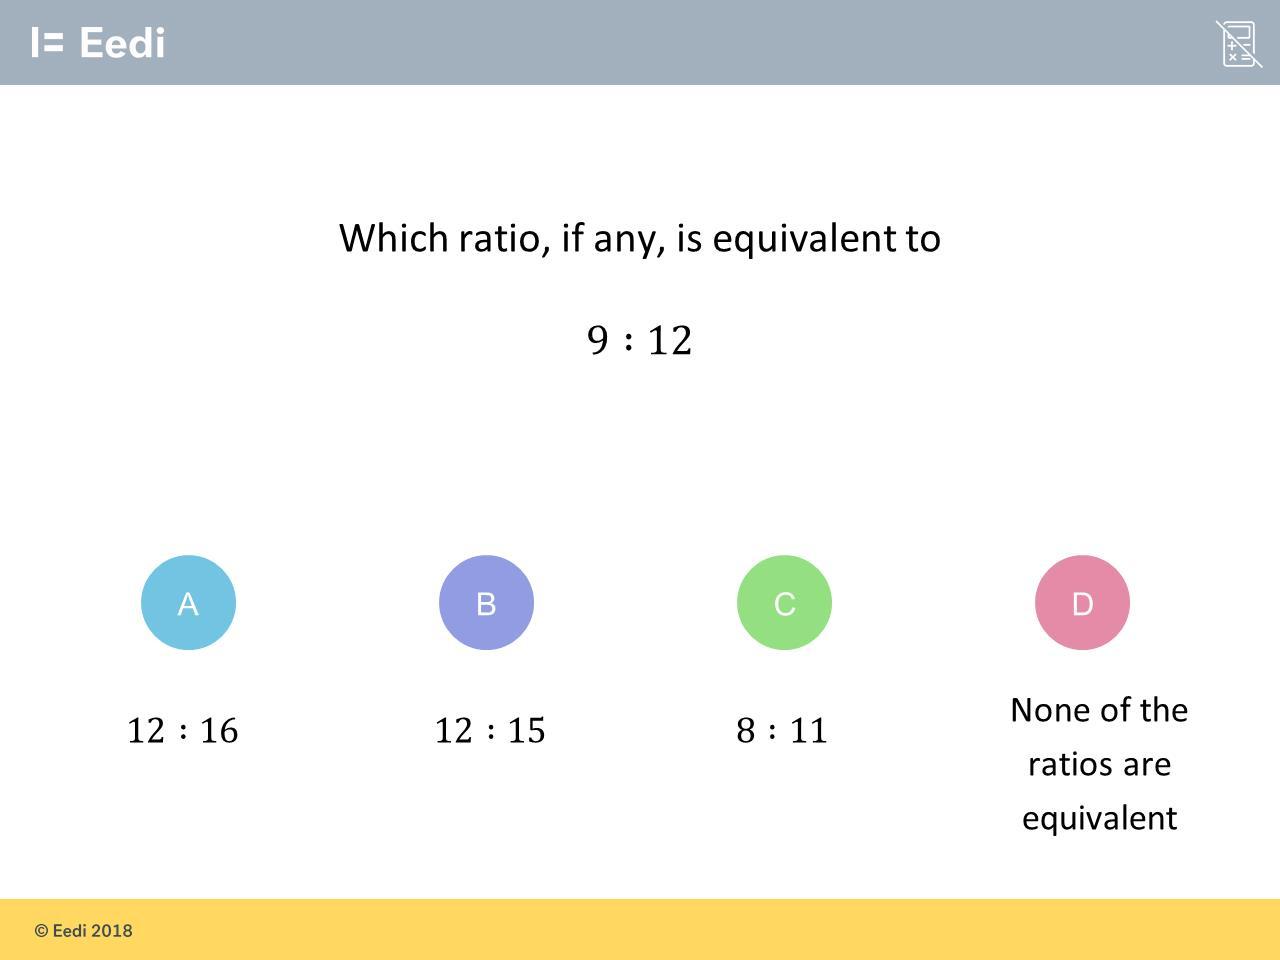 Eedi
Which ratio, if any, is equivalent to
9 : 12
A
B
C
D
12 : 16
12 : 15
8 : 11
None of the
ratios are
equivalent
© Eedi 2018